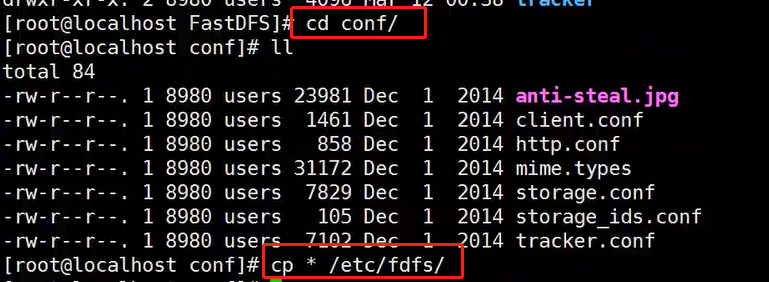 drwxr-xr-x. 2 8980 users 4096 Mar 12 00:38 tracker
[root@localhost FastDFS]# cd conf/
[root@localhost conf]# ll
total 84
-rw-r--r--. 1 8980 users 23981 Dec 1 2014 anti-steal.jpg
-rw-r--r--. 1 8980 users 1461 Dec 1 2014 client.conf
-rw-r--r--. 1 8980 users 858 Dec 1 2014 http.conf
-rw-r--r--. 1 8980 users 31172 Dec 1 2014 mime.types
-rw-r--r--. 1 8980 users 7829 Dec 1 2014 storage.conf
-rw-r--r--. 1 8980 users 105 Dec 1 2014 storage_ids.conf
-rw-r--r--. 1 8980 users 7102 Dec 1 2014 tracker.conf
[root@localhost conf]# cp * /etc/fdfs/